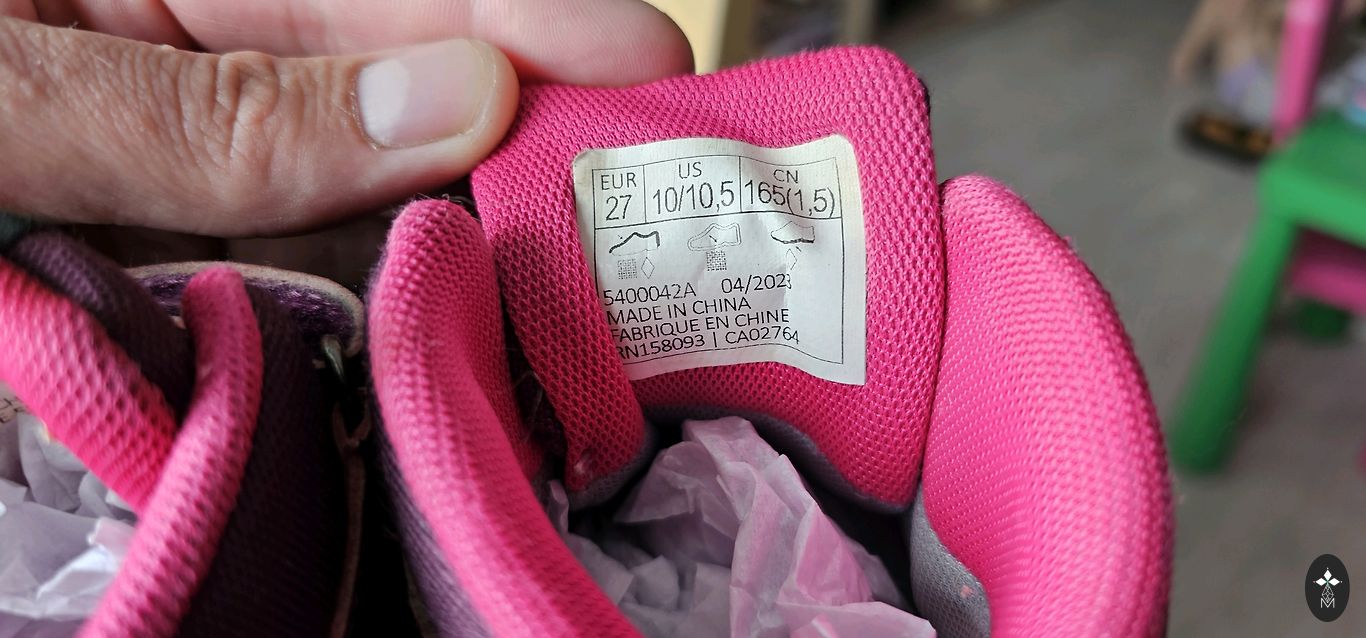 EUR US CN
27 10/10,5 165(1,5)
5400042A 04/2023
MADE IN CHINA
FABRIQUE EN CHINE
RN158093 | CA02764
M